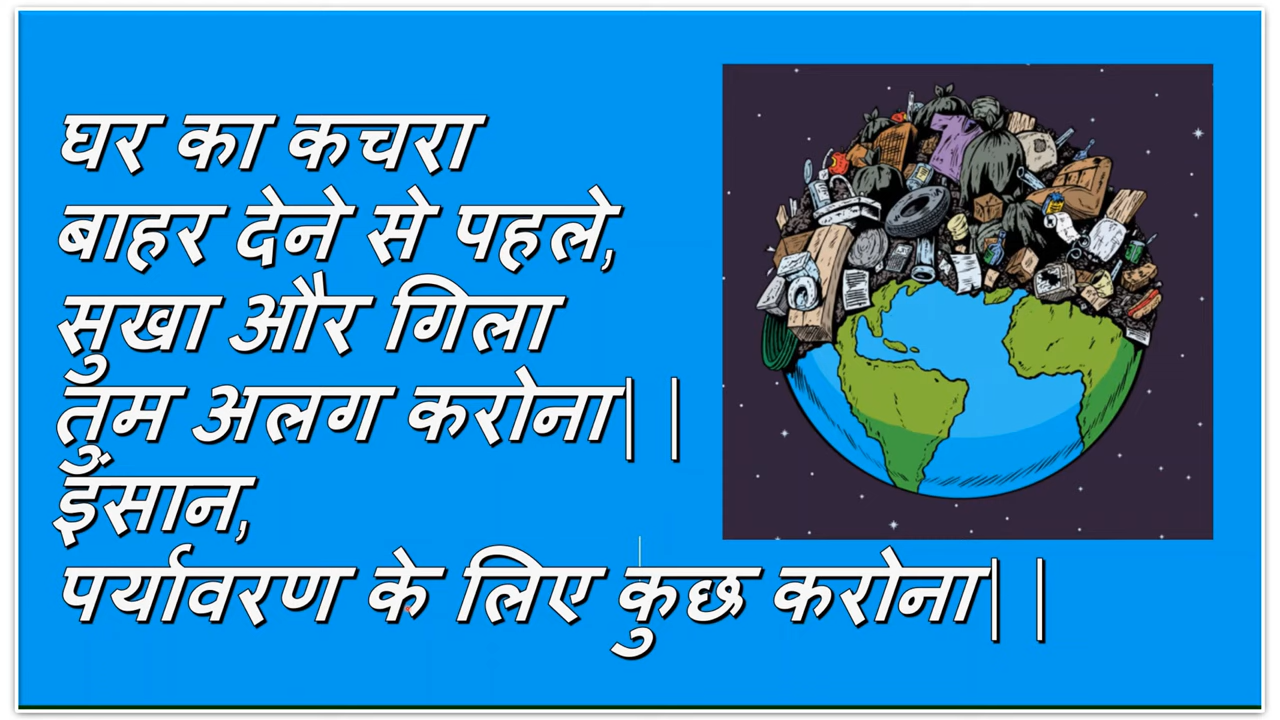 घर का कचरा
बाहर देने से पहले,
सुखा और गिला
तुम अलग करोना||
इंसान,
पर्यावरण के लिए कुछ करोना||